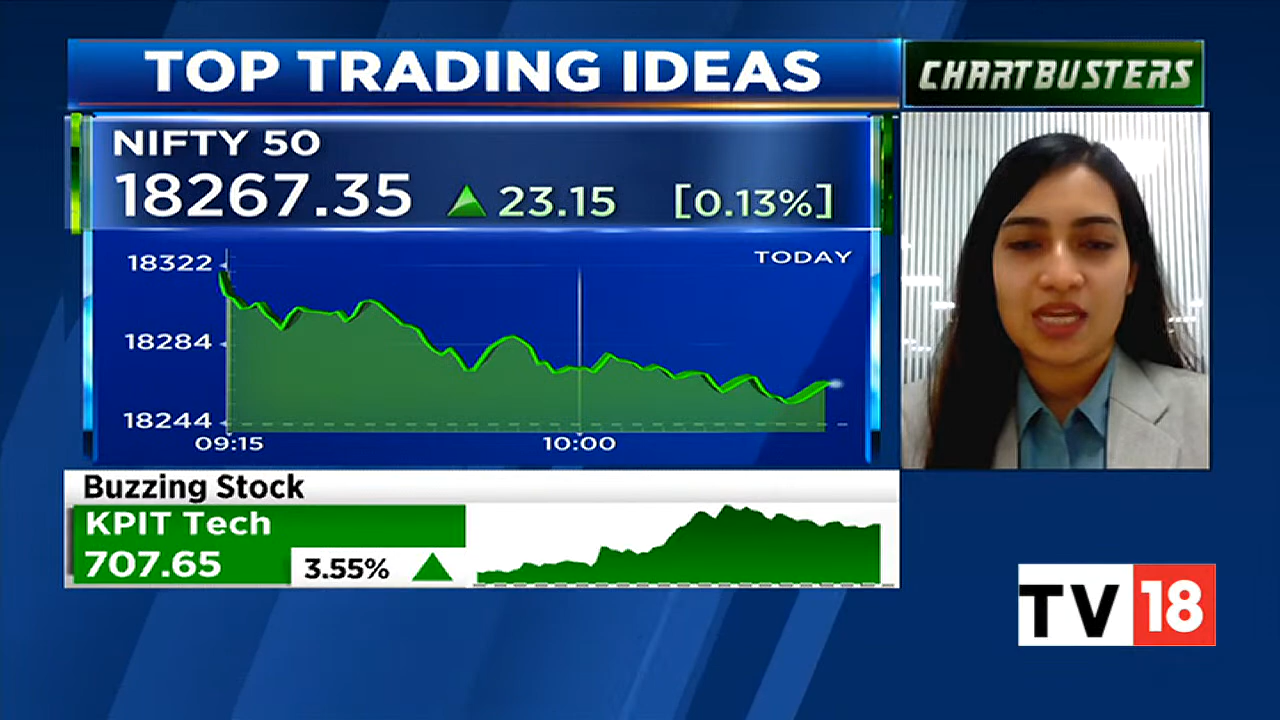 TOP TRADING IDEAS
CHARTBUSTERS
NIFTY 50
18267.35 ▲ 23.15 [0.13%]
TODAY
18322
18284
18244
09:15 10:00
Buzzing Stock
KPIT Tech
707.65 3.55% ▲
TV18